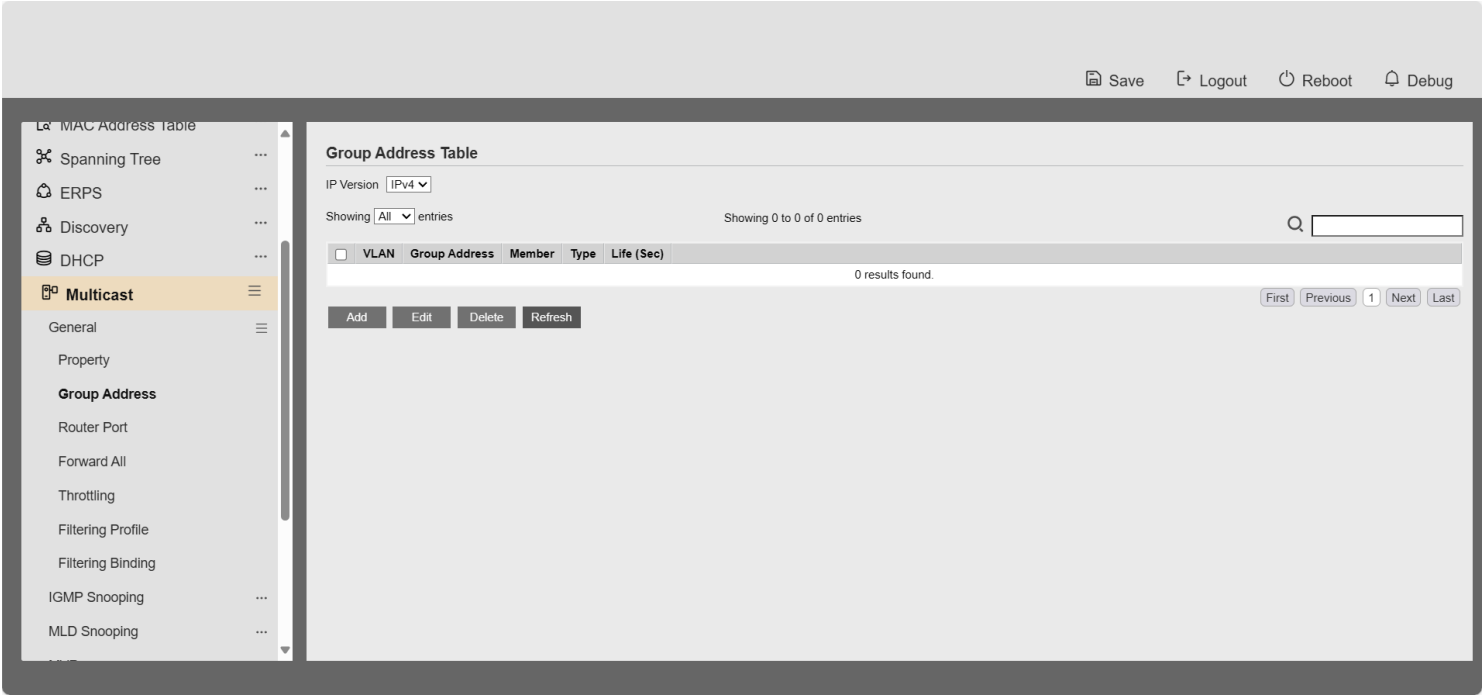 Save Logout Reboot Debug
MAC Address Table
Spanning Tree
ERPS
Discovery
DHCP
Multicast
General
Property
Group Address
Router Port
Forward All
Throttling
Filtering Profile
Filtering Binding
IGMP Snooping
MLD Snooping
Group Address Table
IP Version IPv4
Showing All entries
Showing 0 to 0 of 0 entries
VLAN Group Address Member Type Life (Sec)
0 results found.
First Previous 1 Next Last
Add Edit Delete Refresh